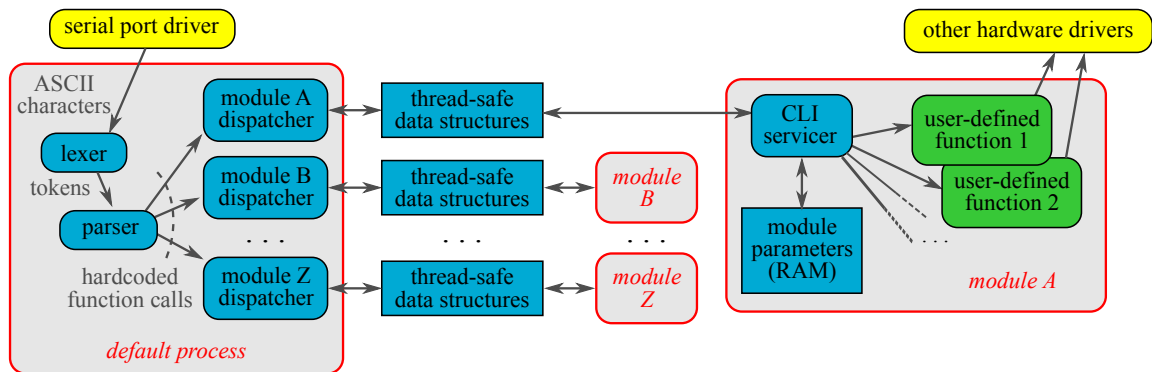 serial port driver
other hardware drivers
ASCII
characters
lexer
tokens
parser
hardcoded
function calls
module A
dispatcher
module B
dispatcher
. . .
module Z
dispatcher
default process
thread-safe
data structures
thread-safe
data structures
. . .
thread-safe
data structures
module
B
. . .
module
Z
CLI
servicer
module
parameters
(RAM)
user-defined
function 1
user-defined
function 2
. . .
module A